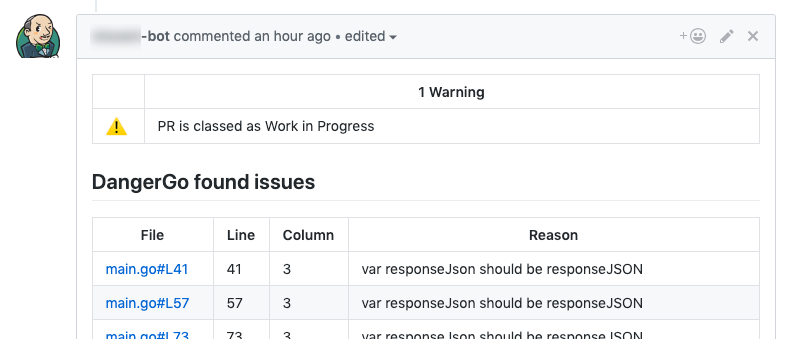 -bot commented an hour ago • edited
1 Warning
PR is classed as Work in Progress
DangerGo found issues
File Line Column Reason
main.go#L41 41 3 var responseJson should be responseJSON
main.go#L57 57 3 var responseJson should be responseJSON
main.go#L73 73 3 var responseJson should be responseJSON